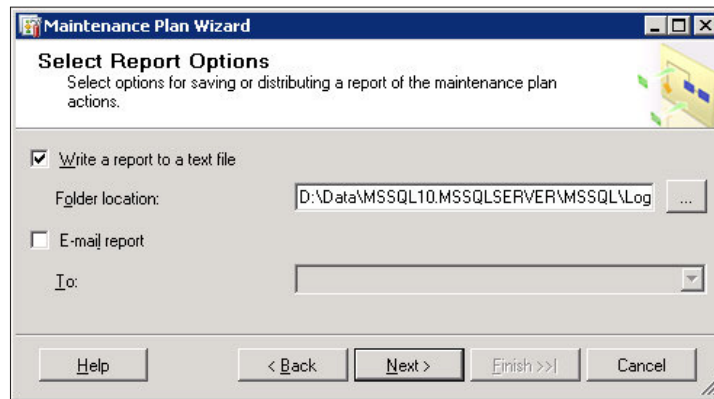 Maintenance Plan Wizard
Select Report Options
Select options for saving or distributing a report of the maintenance plan
actions.
Write a report to a text file
Folder location: D:\Data\MSSQL10.MSSQLSERVER\MSSQL\Log ...
E-mail report
To:
Help < Back Next > Finish >>| Cancel